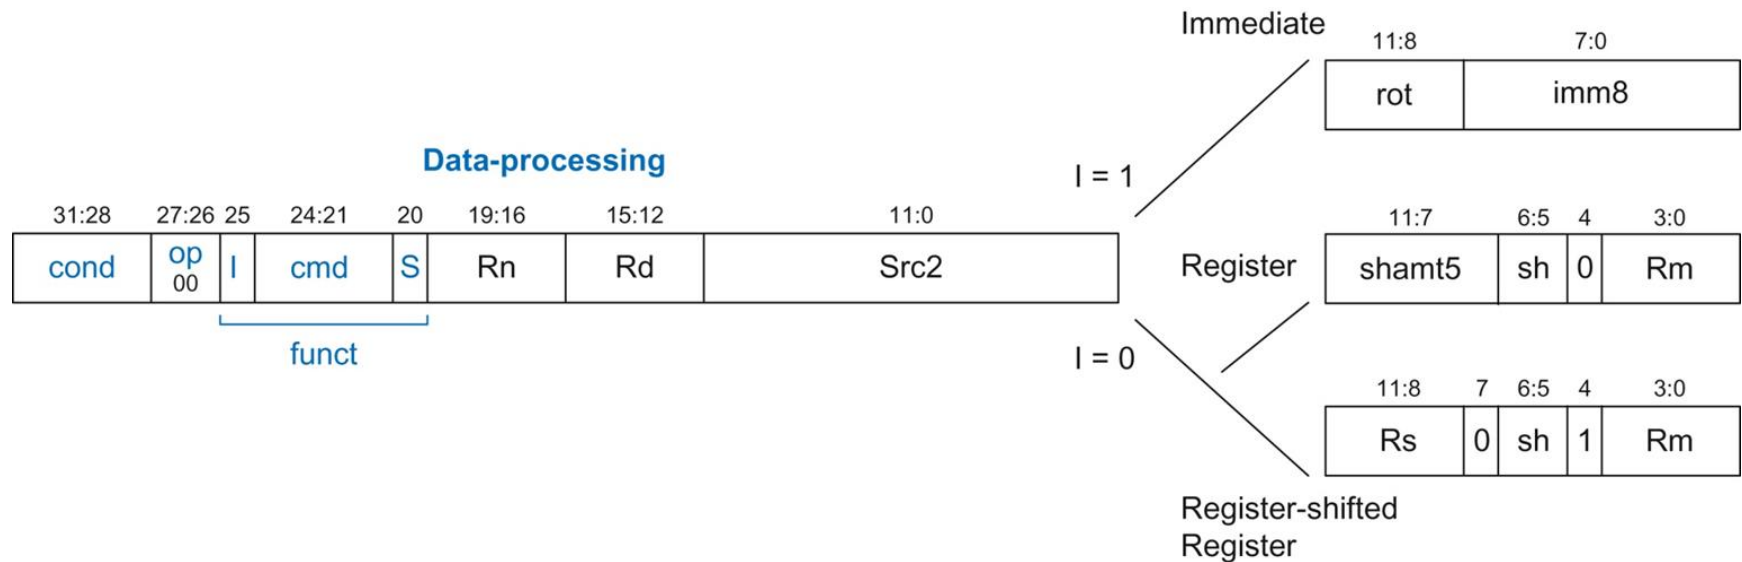 Immediate
11:8 7:0
rot imm8
Data-processing
I = 1
31:28 27:26 25 24:21 20 19:16 15:12 11:0
cond op 00 I cmd S Rn Rd Src2
funct
Register
11:7 6:5 4 3:0
shamt5 sh 0 Rm
I = 0
11:8 7 6:5 4 3:0
Rs 0 sh 1 Rm
Register-shifted
Register